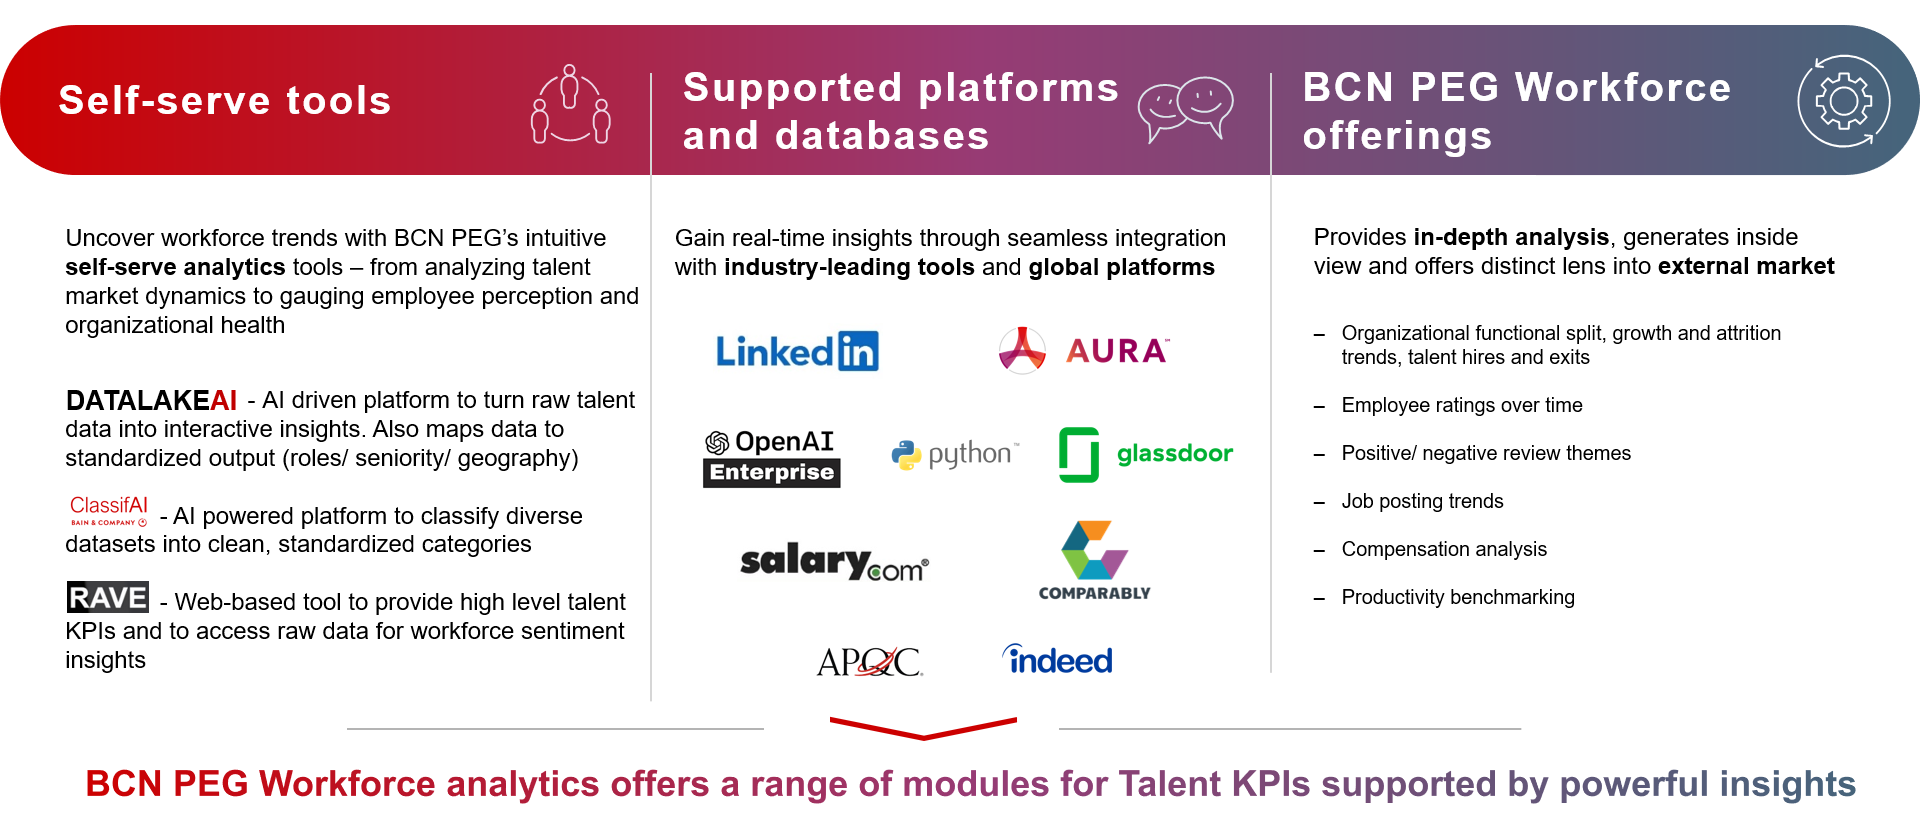 Self-serve tools
Supported platforms
and databases
BCN PEG Workforce
offerings
Uncover workforce trends with BCN PEG’s intuitive
self-serve analytics tools – from analyzing talent
market dynamics to gauging employee perception and
organizational health
DATALAKEAI - AI driven platform to turn raw talent
data into interactive insights. Also maps data to
standardized output (roles/ seniority/ geography)
ClassifAI
BAIN & COMPANY
- AI powered platform to classify diverse
datasets into clean, standardized categories
RAVE - Web-based tool to provide high level talent
KPIs and to access raw data for workforce sentiment
insights
Gain real-time insights through seamless integration
with industry-leading tools and global platforms
Linkedin
AURA℠
OpenAI
Enterprise
python™
glassdoor
salary.com®
COMPARABLY
APQC®
indeed
Provides in-depth analysis, generates inside
view and offers distinct lens into external market
– Organizational functional split, growth and attrition
trends, talent hires and exits
– Employee ratings over time
– Positive/ negative review themes
– Job posting trends
– Compensation analysis
– Productivity benchmarking
BCN PEG Workforce analytics offers a range of modules for Talent KPIs supported by powerful insights